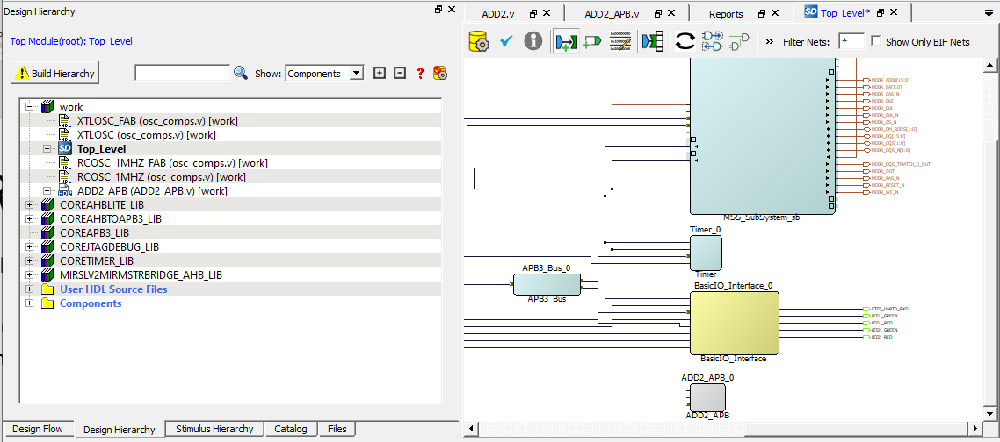 Design Hierarchy
Top Module(root): Top_Level
Build Hierarchy
Show: Components
work
XTLOSC_FAB (osc_comps.v) [work]
XTLOSC (osc_comps.v) [work]
Top_Level
RCOSC_1MHZ_FAB (osc_comps.v) [work]
RCOSC_1MHZ (osc_comps.v) [work]
ADD2_APB (ADD2_APB.v) [work]
COREAHBLITE_LIB
COREAHBTOAPB3_LIB
COREAPB3_LIB
COREJTAGDEBUG_LIB
CORETIMER_LIB
MIRSLV2MIRMSTRBRIDGE_AHB_LIB
User HDL Source Files
Components
Design Flow
Design Hierarchy
Stimulus Hierarchy
Catalog
Files
ADD2.v
ADD2_APB.v
Reports
Top_Level*
Filter Nets: *
Show Only BIF Nets
MDDR_ADDR[15:0]
MDDR_BA[2:0]
MDDR_CAS_N
MDDR_CKE
MDDR_CLK
MDDR_CLK_N
MDDR_CS_N
MDDR_DM_RDQS[1:0]
MDDR_DQ[15:0]
MDDR_DQS[1:0]
MDDR_DQS_N[1:0]
MDDR_DQS_TMATCH_0_OUT
MDDR_ODT
MDDR_RAS_N
MDDR_RESET_N
MDDR_WE_N
MSS_SubSystem_sb
Timer_0
Timer
APB3_Bus_0
APB3_Bus
BasicIO_Interface_0
FTDI_UART0_RXD
LED1_GREEN
LED1_RED
LED2_GREEN
LED2_RED
BasicIO_Interface
ADD2_APB_0
ADD2_APB